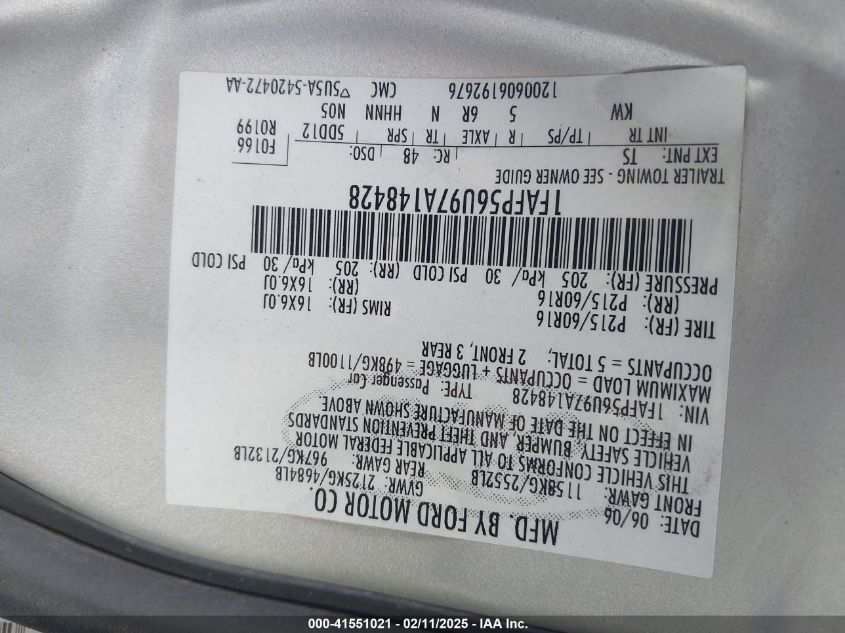 MFD. BY FORD MOTOR CO.
DATE: 06/06 GVWR: 2125KG/4684LB
FRONT GAWR: REAR GAWR:
1158KG/2552LB 967KG/2132LB
THIS VEHICLE CONFORMS TO ALL APPLICABLE FEDERAL MOTOR
VEHICLE SAFETY, BUMPER, AND THEFT PREVENTION STANDARDS
IN EFFECT ON THE DATE OF MANUFACTURE SHOWN ABOVE
VIN: 1FAFP56U97A148428 TYPE: Passenger Car
MAXIMUM LOAD = OCCUPANTS + LUGGAGE = 498KG/1100LB
OCCUPANTS = 5 TOTAL; 2 FRONT, 3 REAR
TIRE (FR): P215/60R16 RIMS (FR): 16X6.0J
(RR): P215/60R16 (RR): 16X6.0J
PRESSURE (FR): 205 kPa/ 30 PSI COLD (RR): 205 kPa/ 30 PSI COLD
1FAFP56U97A148428
TRAILER TOWING - SEE OWNER GUIDE
EXT PNT: TS RC: 48 DSO: F0166
INT TR TP/PS R AXLE TR SPR 5DD12 R0199
KW 5 6R N HHNN N05
1200606192676 CMC ▽5U5A-5420472-AA
000-41551021 - 02/11/2025 - IAA Inc.